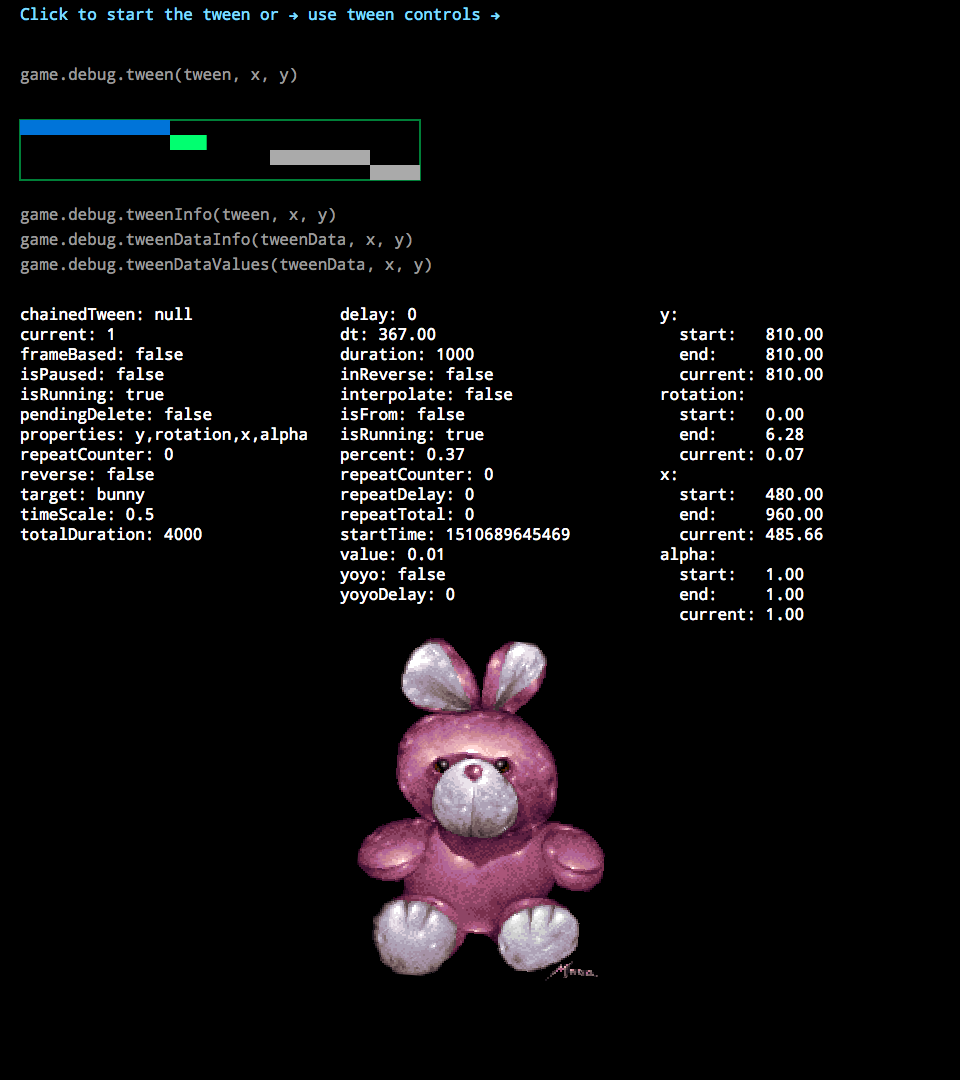 Click to start the tween or → use tween controls →
game.debug.tween(tween, x, y)
game.debug.tweenInfo(tween, x, y)
game.debug.tweenDataInfo(tweenData, x, y)
game.debug.tweenDataValues(tweenData, x, y)
chainedTween: null
current: 1
frameBased: false
isPaused: false
isRunning: true
pendingDelete: false
properties: y,rotation,x,alpha
repeatCounter: 0
reverse: false
target: bunny
timeScale: 0.5
totalDuration: 4000
delay: 0
dt: 367.00
duration: 1000
inReverse: false
interpolate: false
isFrom: false
isRunning: true
percent: 0.37
repeatCounter: 0
repeatDelay: 0
repeatTotal: 0
startTime: 1510689645469
value: 0.01
yoyo: false
yoyoDelay: 0
y:
start: 810.00
end: 810.00
current: 810.00
rotation:
start: 0.00
end: 6.28
current: 0.07
x:
start: 480.00
end: 960.00
current: 485.66
alpha:
start: 1.00
end: 1.00
current: 1.00